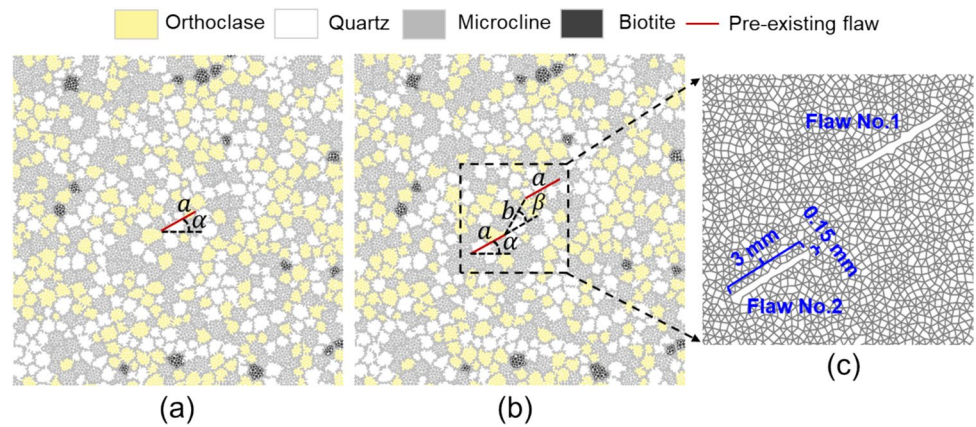 Orthoclase Quartz Microcline Biotite Pre-existing flaw
a
α
a
b
β
a
α
Flaw No.1
3 mm
0.15 mm
Flaw No.2
(a)
(b)
(c)